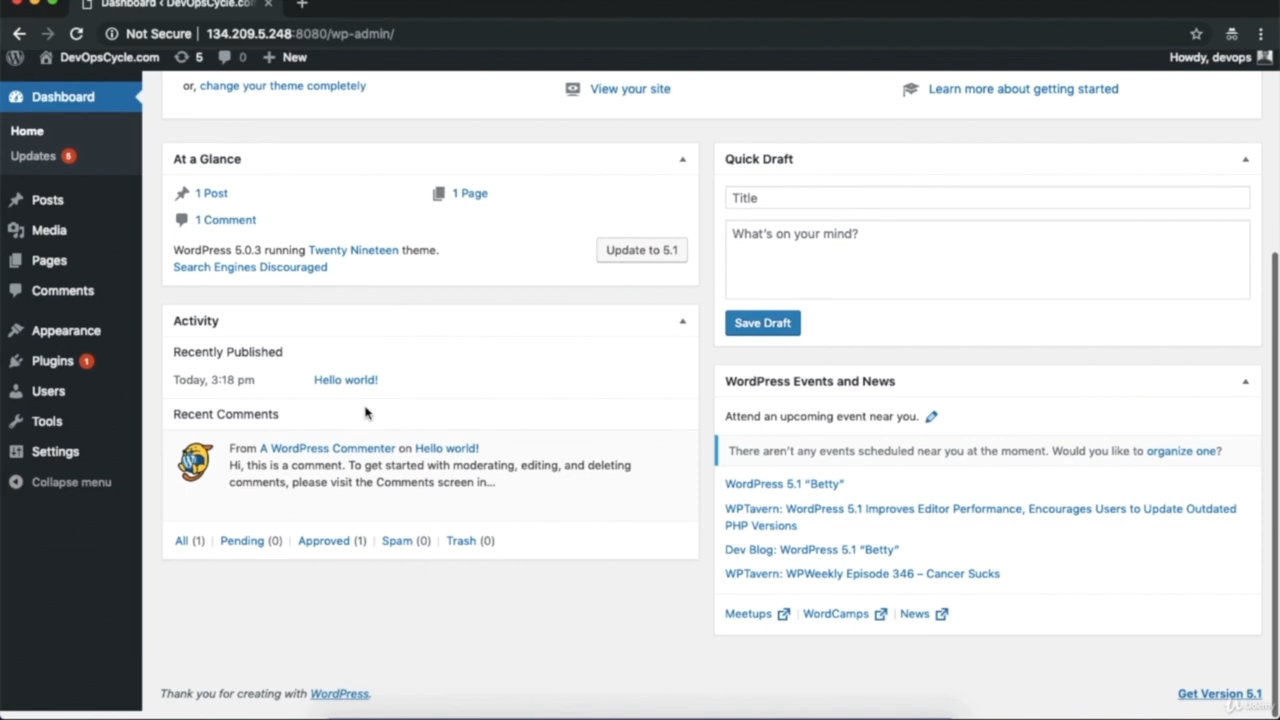 Dashboard < DevOpsCycle.com
Not Secure | 134.209.5.248:8080/wp-admin/
DevOpsCycle.com 5 0 + New Howdy, devops
Dashboard
Home
Updates 5
Posts
Media
Pages
Comments
Appearance
Plugins 1
Users
Tools
Settings
Collapse menu
or, change your theme completely
View your site
Learn more about getting started
At a Glance
1 Post
1 Page
1 Comment
WordPress 5.0.3 running Twenty Nineteen theme.
Update to 5.1
Search Engines Discouraged
Activity
Recently Published
Today, 3:18 pm Hello world!
Recent Comments
From A WordPress Commenter on Hello world!
Hi, this is a comment. To get started with moderating, editing, and deleting
comments, please visit the Comments screen in...
All (1) | Pending (0) | Approved (1) | Spam (0) | Trash (0)
Quick Draft
Title
What's on your mind?
Save Draft
WordPress Events and News
Attend an upcoming event near you.
There aren't any events scheduled near you at the moment. Would you like to organize one?
WordPress 5.1 “Betty”
WPTavern: WordPress 5.1 Improves Editor Performance, Encourages Users to Update Outdated
PHP Versions
Dev Blog: WordPress 5.1 “Betty”
WPTavern: WPWeekly Episode 346 – Cancer Sucks
Meetups | WordCamps | News
Thank you for creating with WordPress.
Get Version 5.1
Udemy